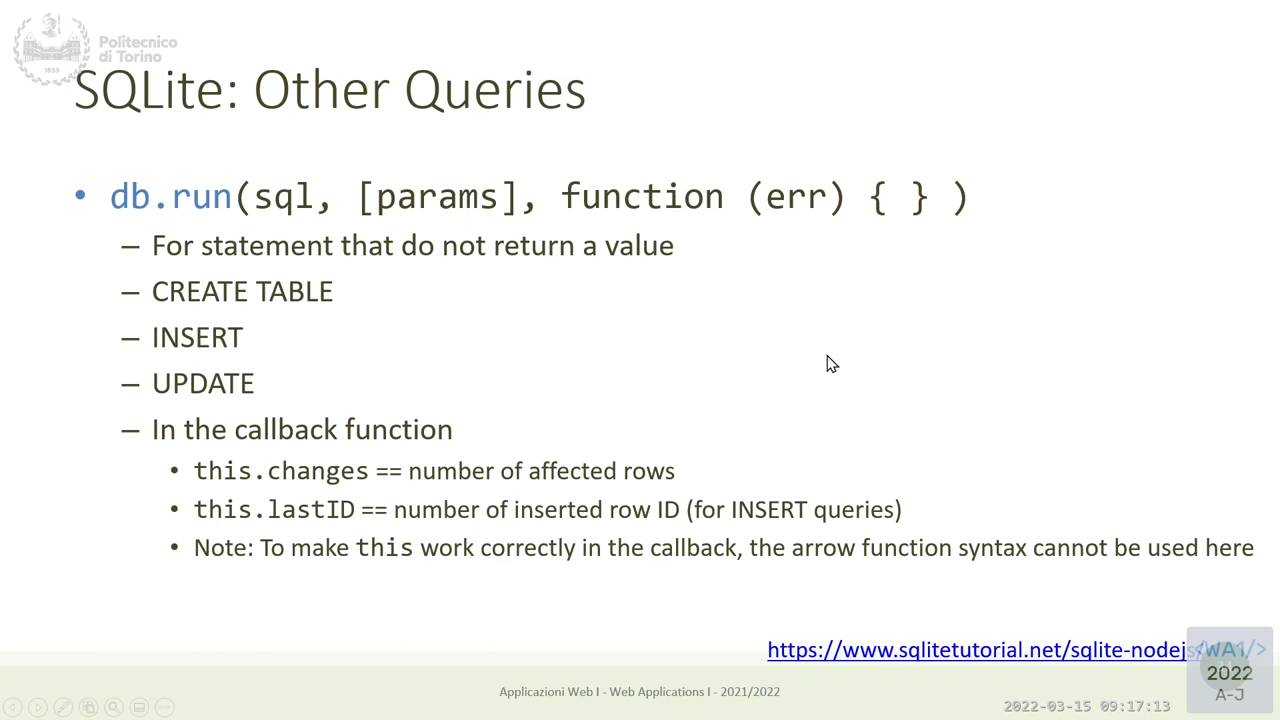 Politecnico
di Torino
1859
SQLite: Other Queries
• db.run(sql, [params], function (err) { } )
– For statement that do not return a value
– CREATE TABLE
– INSERT
– UPDATE
– In the callback function
• this.changes == number of affected rows
• this.lastID == number of inserted row ID (for INSERT queries)
• Note: To make this work correctly in the callback, the arrow function syntax cannot be used here
https://www.sqlitetutorial.net/sqlite-nodejs
<WA1/>
2022
A-J
Applicazioni Web I - Web Applications I - 2021/2022
2022-03-15 09:17:13